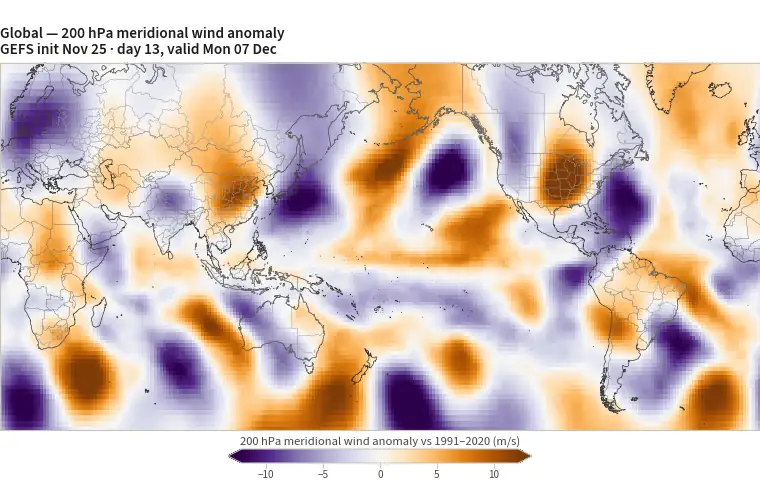 Global — 200 hPa meridional wind anomaly
GEFS init Nov 25 · day 13, valid Mon 07 Dec
200 hPa meridional wind anomaly vs 1991–2020 (m/s)
−10 −5 0 5 10